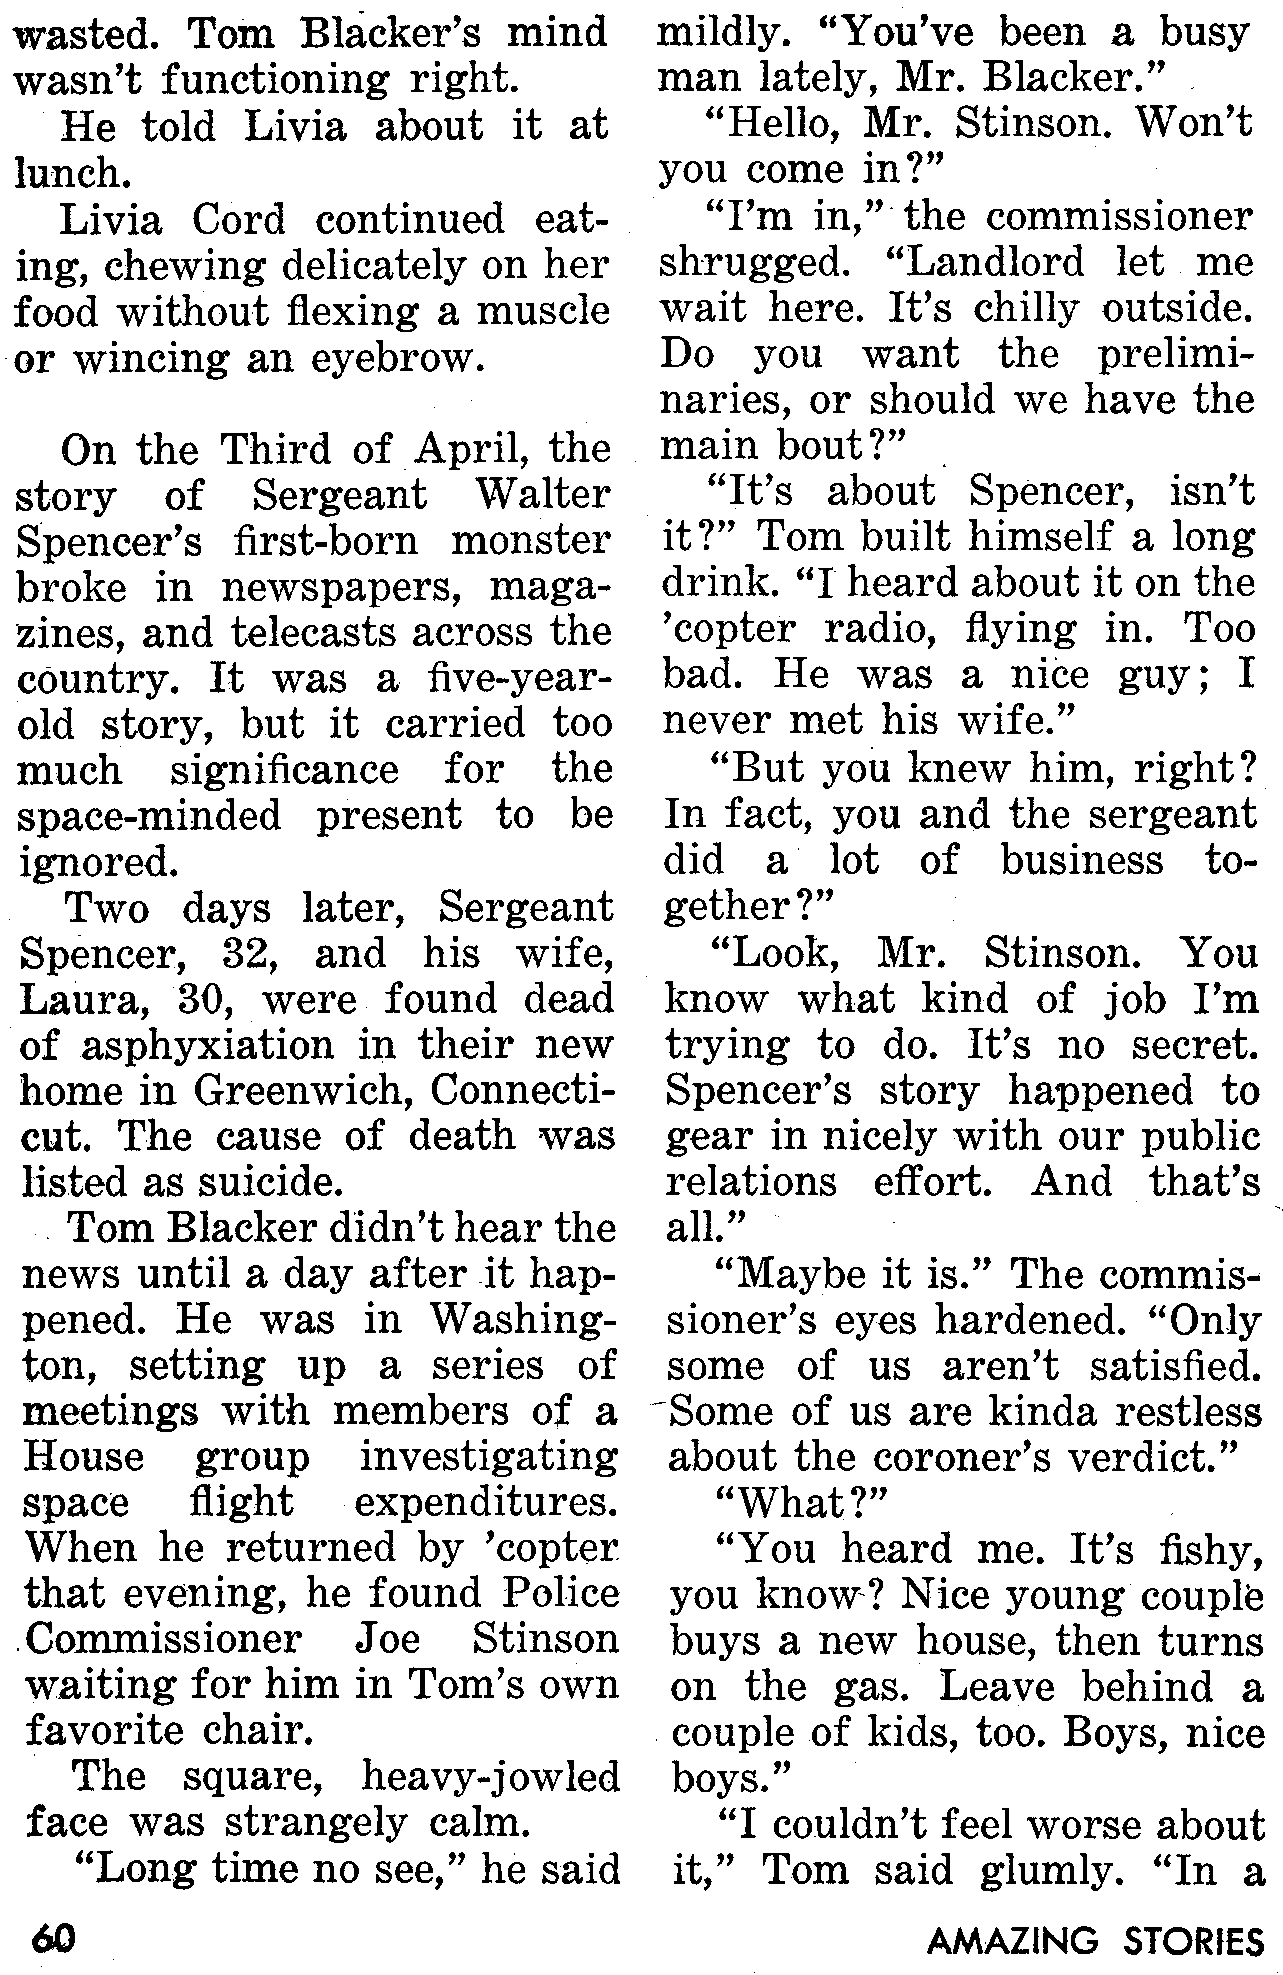 wasted. Tom Blacker's mind
wasn't functioning right.
He told Livia about it at
lunch.
Livia Cord continued eat-
ing, chewing delicately on her
food without flexing a muscle
or wincing an eyebrow.
On the Third of April, the
story of Sergeant Walter
Spencer's first-born monster
broke in newspapers, maga-
zines, and telecasts across the
country. It was a five-year-
old story, but it carried too
much significance for the
space-minded present to be
ignored.
Two days later, Sergeant
Spencer, 32, and his wife,
Laura, 30, were found dead
of asphyxiation in their new
home in Greenwich, Connecti-
cut. The cause of death was
listed as suicide.
Tom Blacker didn't hear the
news until a day after it hap-
pened. He was in Washing-
ton, setting up a series of
meetings with members of a
House group investigating
space flight expenditures.
When he returned by 'copter
that evening, he found Police
Commissioner Joe Stinson
waiting for him in Tom's own
favorite chair.
The square, heavy-jowled
face was strangely calm.
"Long time no see," he said
mildly. "You've been a busy
man lately, Mr. Blacker."
"Hello, Mr. Stinson. Won't
you come in?"
"I'm in," the commissioner
shrugged. "Landlord let me
wait here. It's chilly outside.
Do you want the prelimi-
naries, or should we have the
main bout?"
"It's about Spencer, isn't
it?" Tom built himself a long
drink. "I heard about it on the
'copter radio, flying in. Too
bad. He was a nice guy; I
never met his wife."
"But you knew him, right?
In fact, you and the sergeant
did a lot of business to-
gether?"
"Look, Mr. Stinson. You
know what kind of job I'm
trying to do. It's no secret.
Spencer's story happened to
gear in nicely with our public
relations effort. And that's
all."
"Maybe it is." The commis-
sioner's eyes hardened. "Only
some of us aren't satisfied.
Some of us are kinda restless
about the coroner's verdict."
"What?"
"You heard me. It's fishy,
you know? Nice young couple
buys a new house, then turns
on the gas. Leave behind a
couple of kids, too. Boys, nice
boys."
"I couldn't feel worse about
it," Tom said glumly. "In a
60
AMAZING STORIES